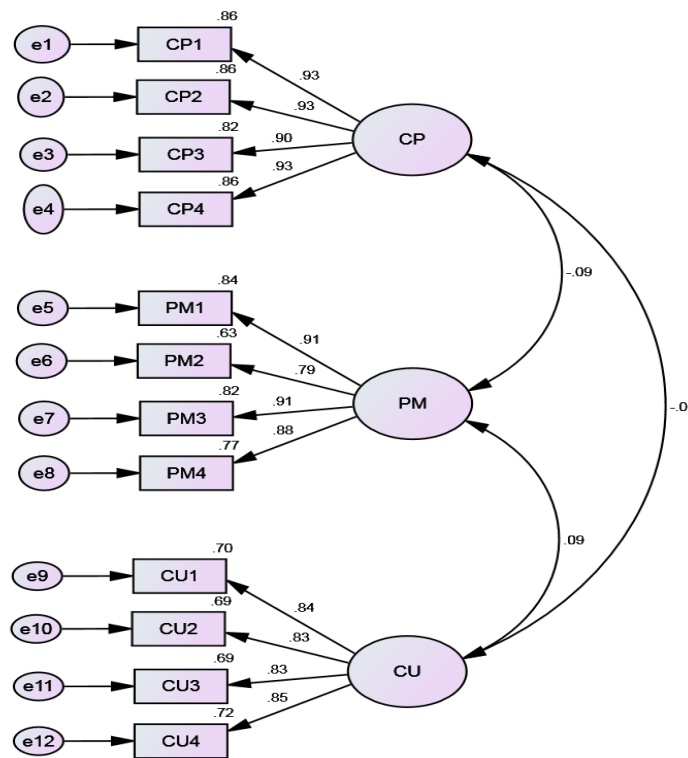 .86
e1 CP1
.93
.86
e2 CP2
.93
.82
e3 CP3
.90
CP
.86
e4 CP4
.93
-.09
.84
e5 PM1
.91
.63
e6 PM2
.79
.82
e7 PM3
.91
PM
-.0
.77
e8 PM4
.88
.09
.70
e9 CU1
.84
.69
e10 CU2
.83
.69
e11 CU3
.83
CU
.72
e12 CU4
.85